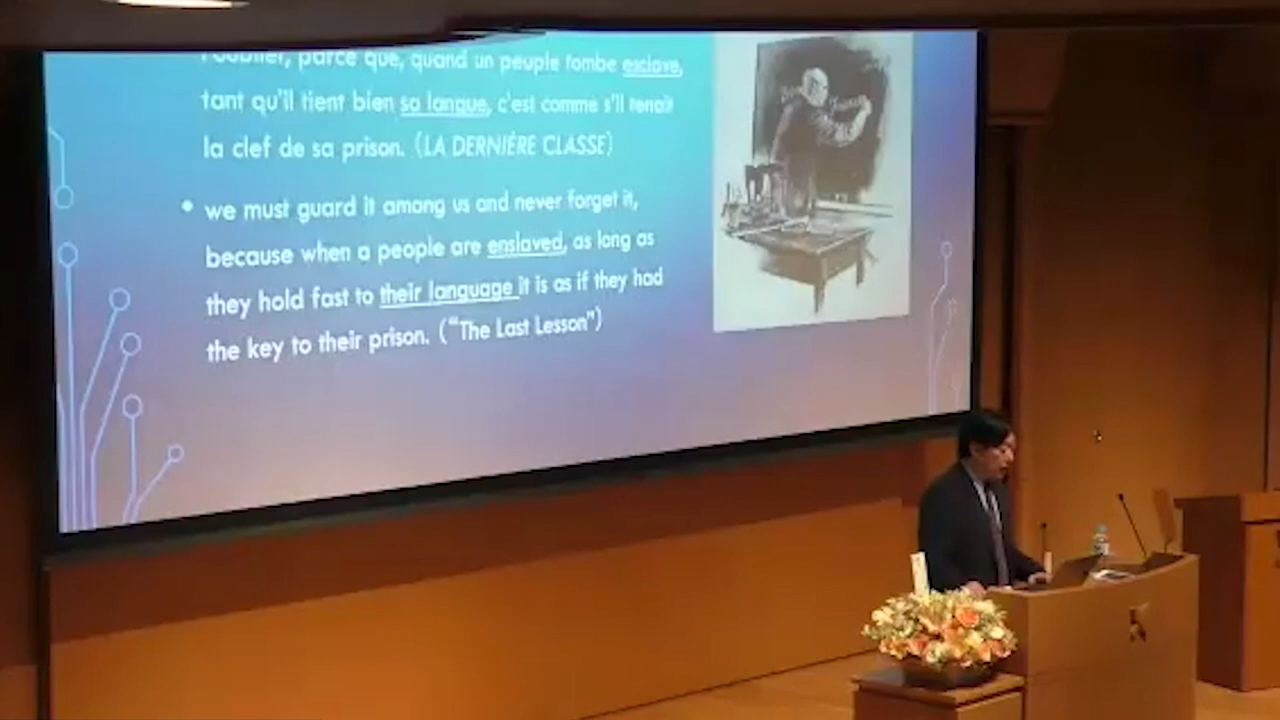 l'oublier, parce que, quand un peuple tombe esclave,
tant qu'il tient bien sa langue, c'est comme s'il tenait
la clef de sa prison. (LA DERNIÉRE CLASSE)
• we must guard it among us and never forget it,
because when a people are enslaved, as long as
they hold fast to their language it is as if they had
the key to their prison. ("The Last Lesson")